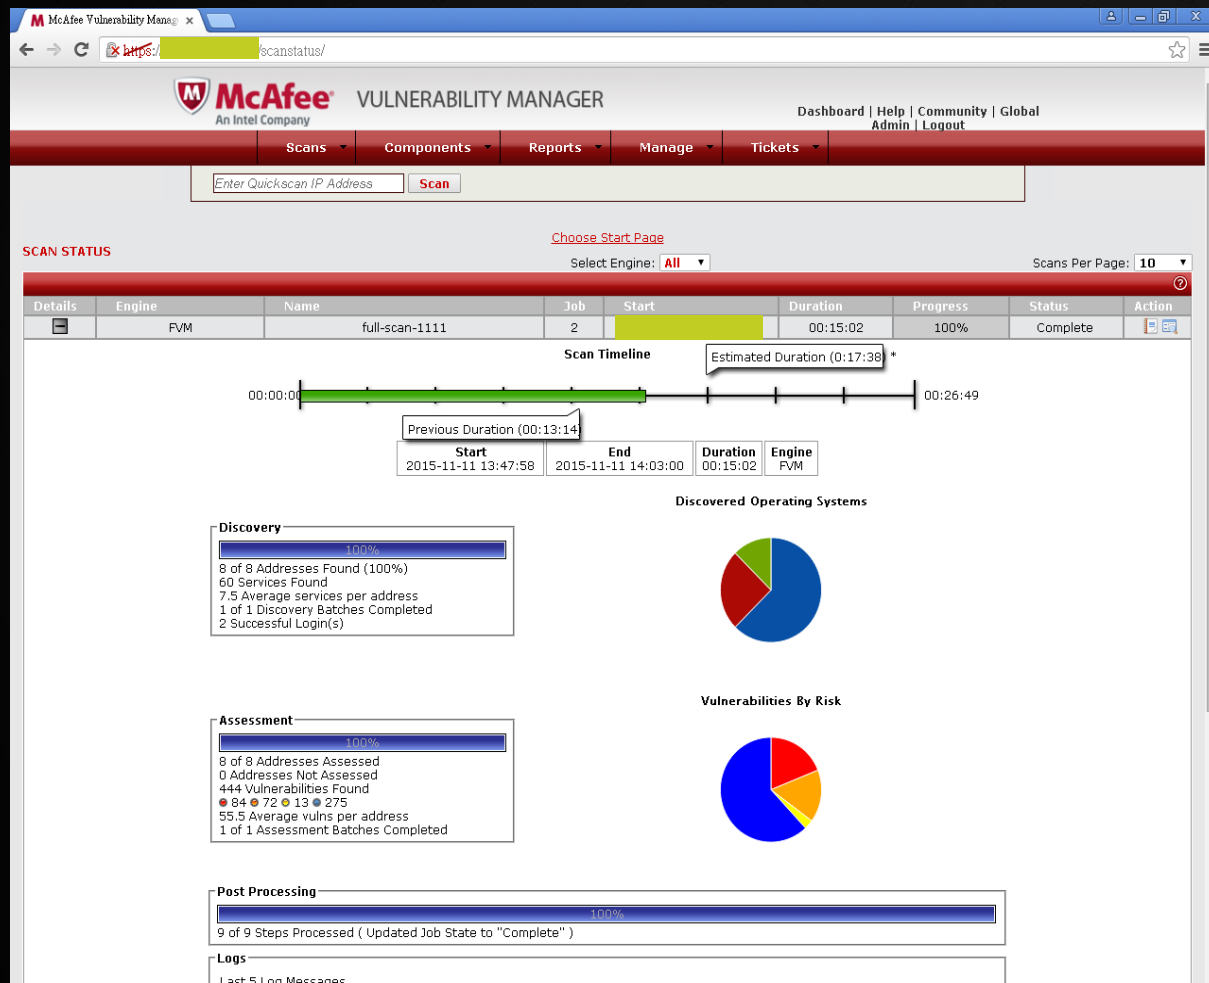 McAfee Vulnerability Manag
https:/ /scanstatus/
McAfee
An Intel Company
VULNERABILITY MANAGER
Dashboard | Help | Community | Global
Admin | Logout
Scans Components Reports Manage Tickets
Enter Quickscan IP Address Scan
Choose Start Page
SCAN STATUS
Select Engine: All
Scans Per Page: 10
Details Engine Name Job Start Duration Progress Status Action
FVM full-scan-1111 2 00:15:02 100% Complete
Scan Timeline
Estimated Duration (0:17:38) *
00:00:00 00:26:49
Previous Duration (00:13:14)
Start End Duration Engine
2015-11-11 13:47:58 2015-11-11 14:03:00 00:15:02 FVM
Discovered Operating Systems
Discovery
100%
8 of 8 Addresses Found (100%)
60 Services Found
7.5 Average services per address
1 of 1 Discovery Batches Completed
2 Successful Login(s)
Vulnerabilities By Risk
Assessment
100%
8 of 8 Addresses Assessed
0 Addresses Not Assessed
444 Vulnerabilities Found
84 72 13 275
55.5 Average vulns per address
1 of 1 Assessment Batches Completed
Post Processing
100%
9 of 9 Steps Processed ( Updated Job State to "Complete" )
Logs
Last 5 Log Messages